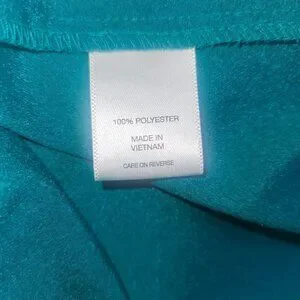 100% POLYESTER
MADE IN
VIETNAM
CARE ON REVERSE